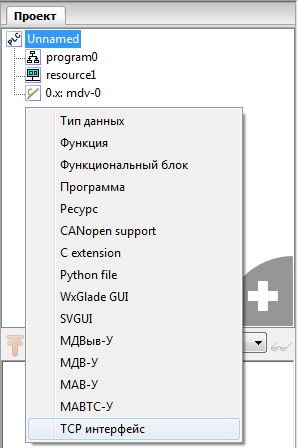 Проект
Unnamed
program0
resource1
0.x: mdv-0
Тип данных
Функция
Функциональный блок
Программа
Ресурс
CANopen support
C extension
Python file
WxGlade GUI
SVGUI
МДВыв-У
МДВ-У
МАВ-У
МАВТС-У
TCP интерфейс